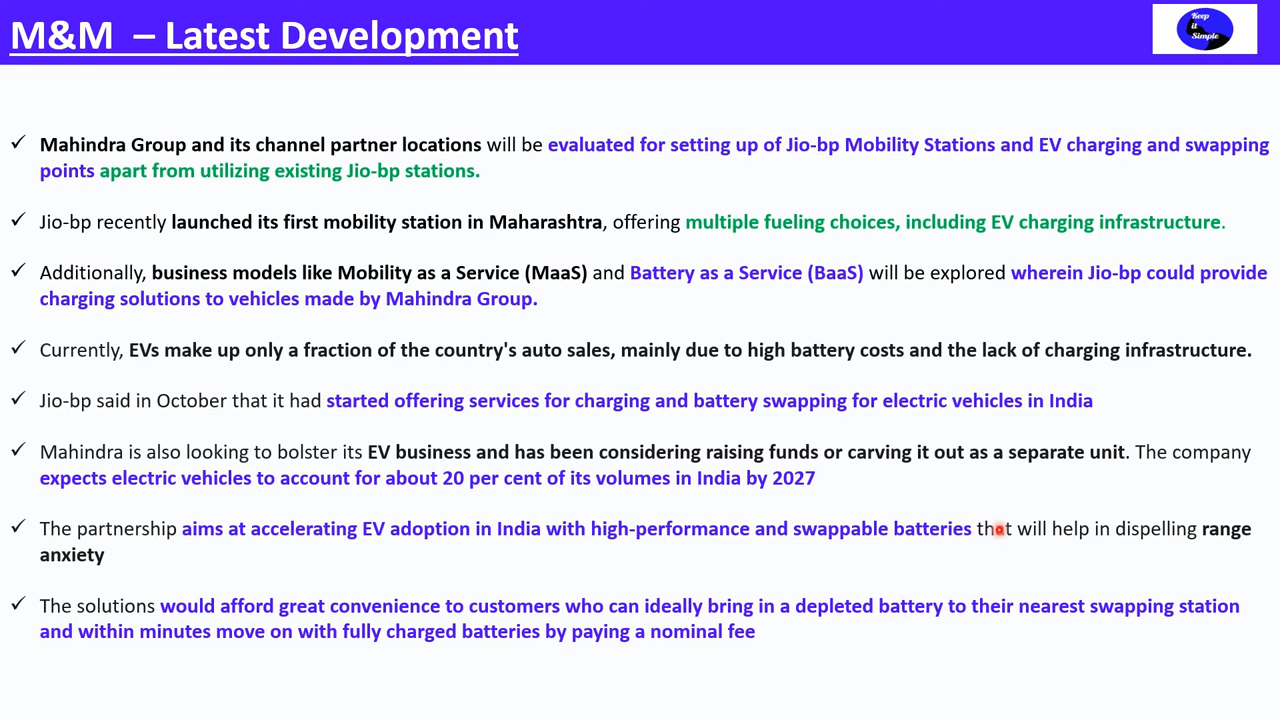 M&M – Latest Development
Keep
it
Simple
✓ Mahindra Group and its channel partner locations will be evaluated for setting up of Jio-bp Mobility Stations and EV charging and swapping
points apart from utilizing existing Jio-bp stations.
✓ Jio-bp recently launched its first mobility station in Maharashtra, offering multiple fueling choices, including EV charging infrastructure.
✓ Additionally, business models like Mobility as a Service (MaaS) and Battery as a Service (BaaS) will be explored wherein Jio-bp could provide
charging solutions to vehicles made by Mahindra Group.
✓ Currently, EVs make up only a fraction of the country's auto sales, mainly due to high battery costs and the lack of charging infrastructure.
✓ Jio-bp said in October that it had started offering services for charging and battery swapping for electric vehicles in India
✓ Mahindra is also looking to bolster its EV business and has been considering raising funds or carving it out as a separate unit. The company
expects electric vehicles to account for about 20 per cent of its volumes in India by 2027
✓ The partnership aims at accelerating EV adoption in India with high-performance and swappable batteries that will help in dispelling range
anxiety
✓ The solutions would afford great convenience to customers who can ideally bring in a depleted battery to their nearest swapping station
and within minutes move on with fully charged batteries by paying a nominal fee